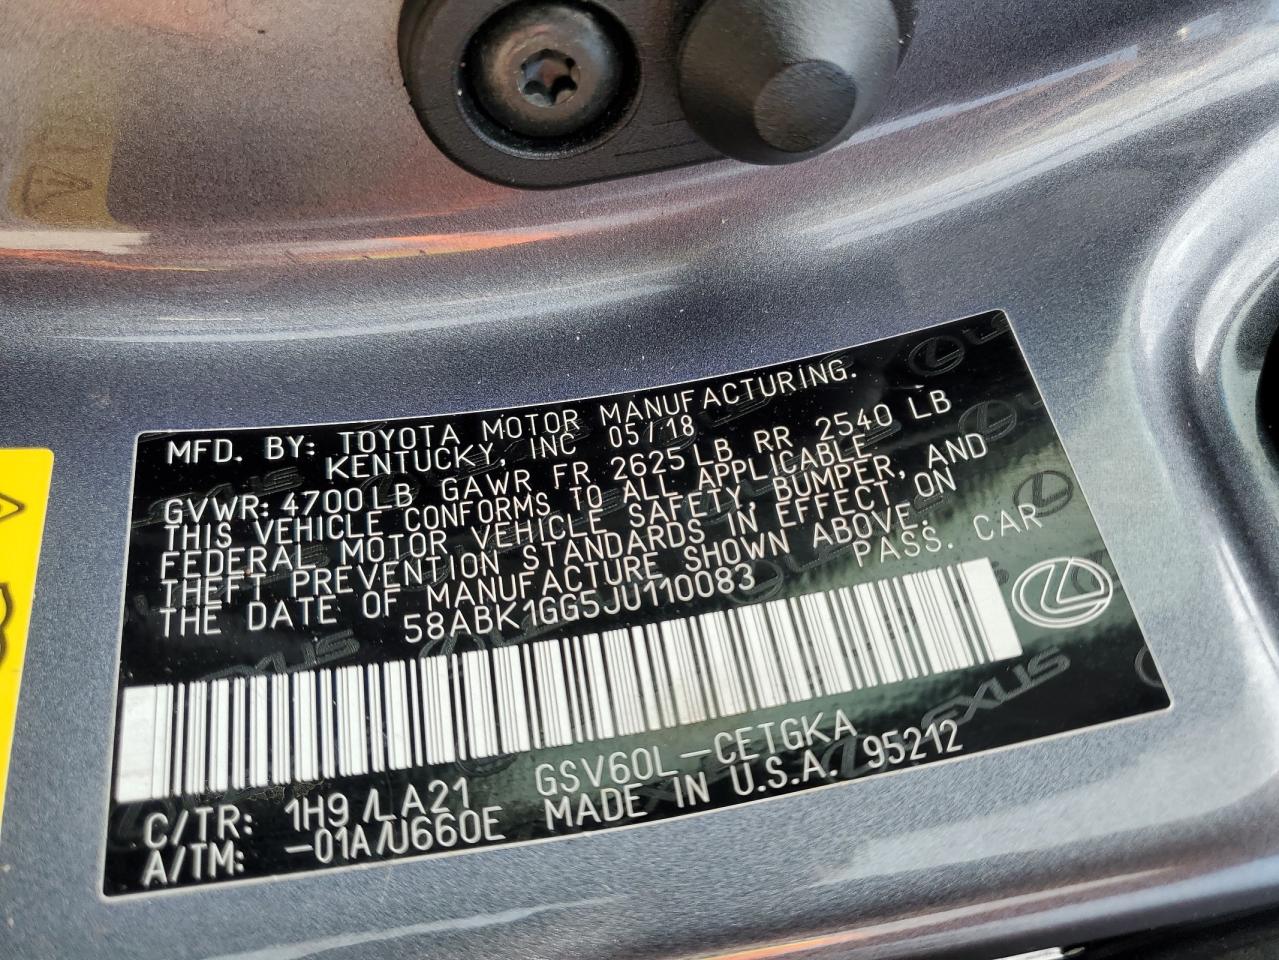 MFD. BY: TOYOTA MOTOR MANUFACTURING.
KENTUCKY, INC 05/18
GVWR: 4700LB GAWR FR 2625LB RR 2540 LB
THIS VEHICLE CONFORMS TO ALL APPLICABLE
FEDERAL MOTOR VEHICLE SAFETY, BUMPER, AND
THEFT PREVENTION STANDARDS IN EFFECT ON
THE DATE OF MANUFACTURE SHOWN ABOVE.
58ABK1GG5JU110083 PASS. CAR
C/TR: 1H9 /LA21 GSV60L-CETGKA
A/TM: -01A/U660E MADE IN U.S.A. 95212
LEXUS